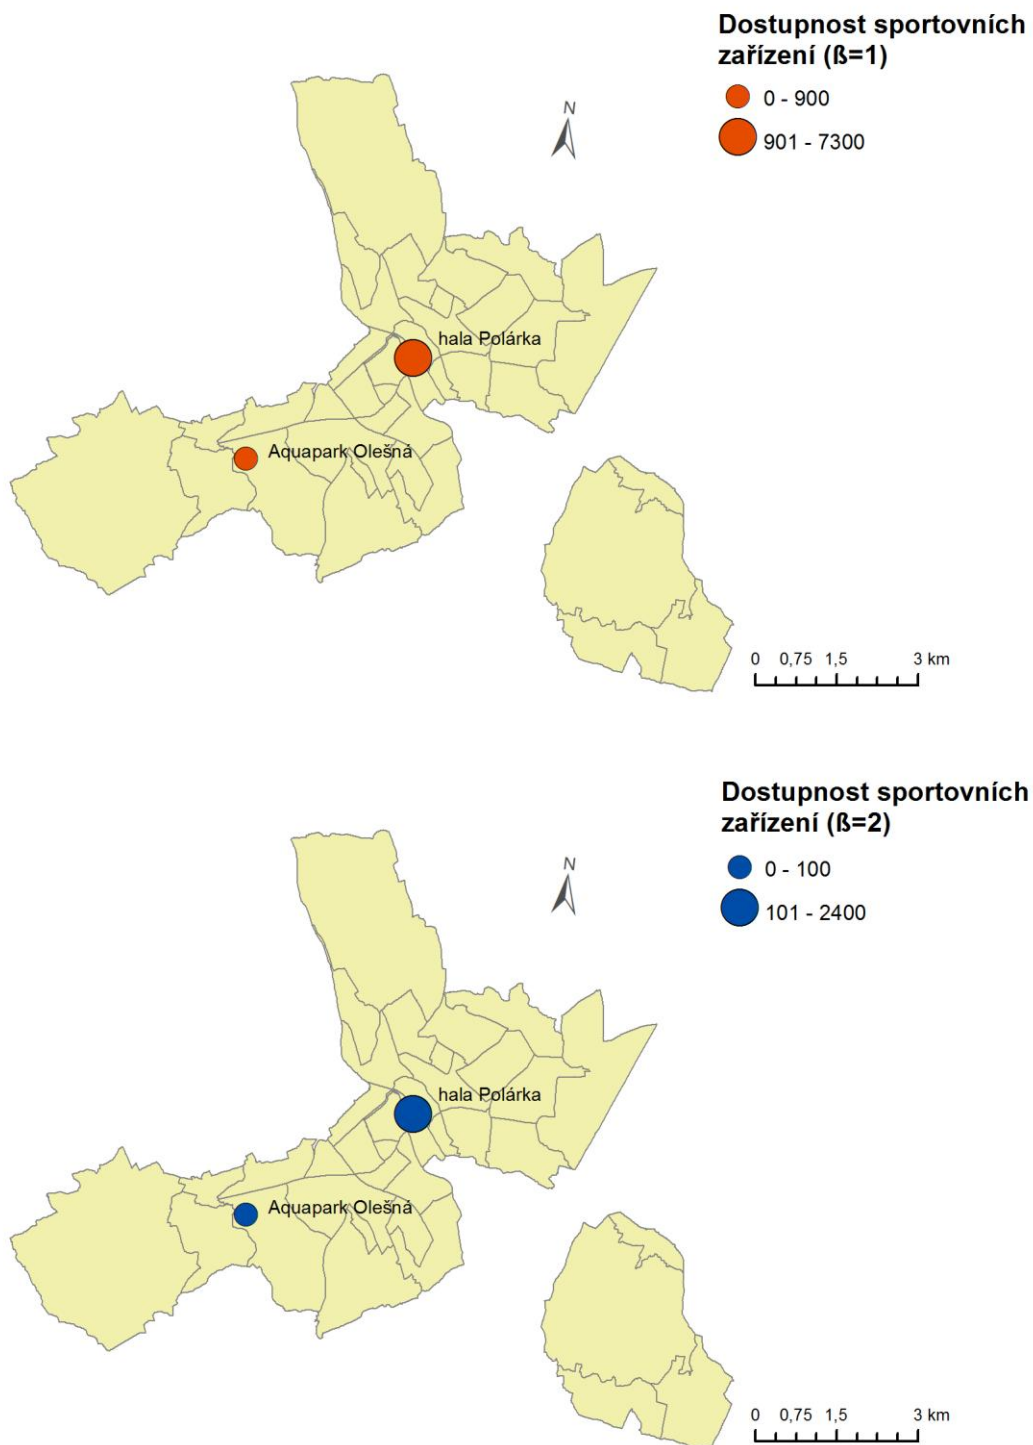 Dostupnost sportovních
zařízení (ß=1)
0 - 900
901 - 7300
N
hala Polárka
Aquapark Olešná
0 0,75 1,5 3 km
Dostupnost sportovních
zařízení (ß=2)
0 - 100
101 - 2400
N
hala Polárka
Aquapark Olešná
0 0,75 1,5 3 km